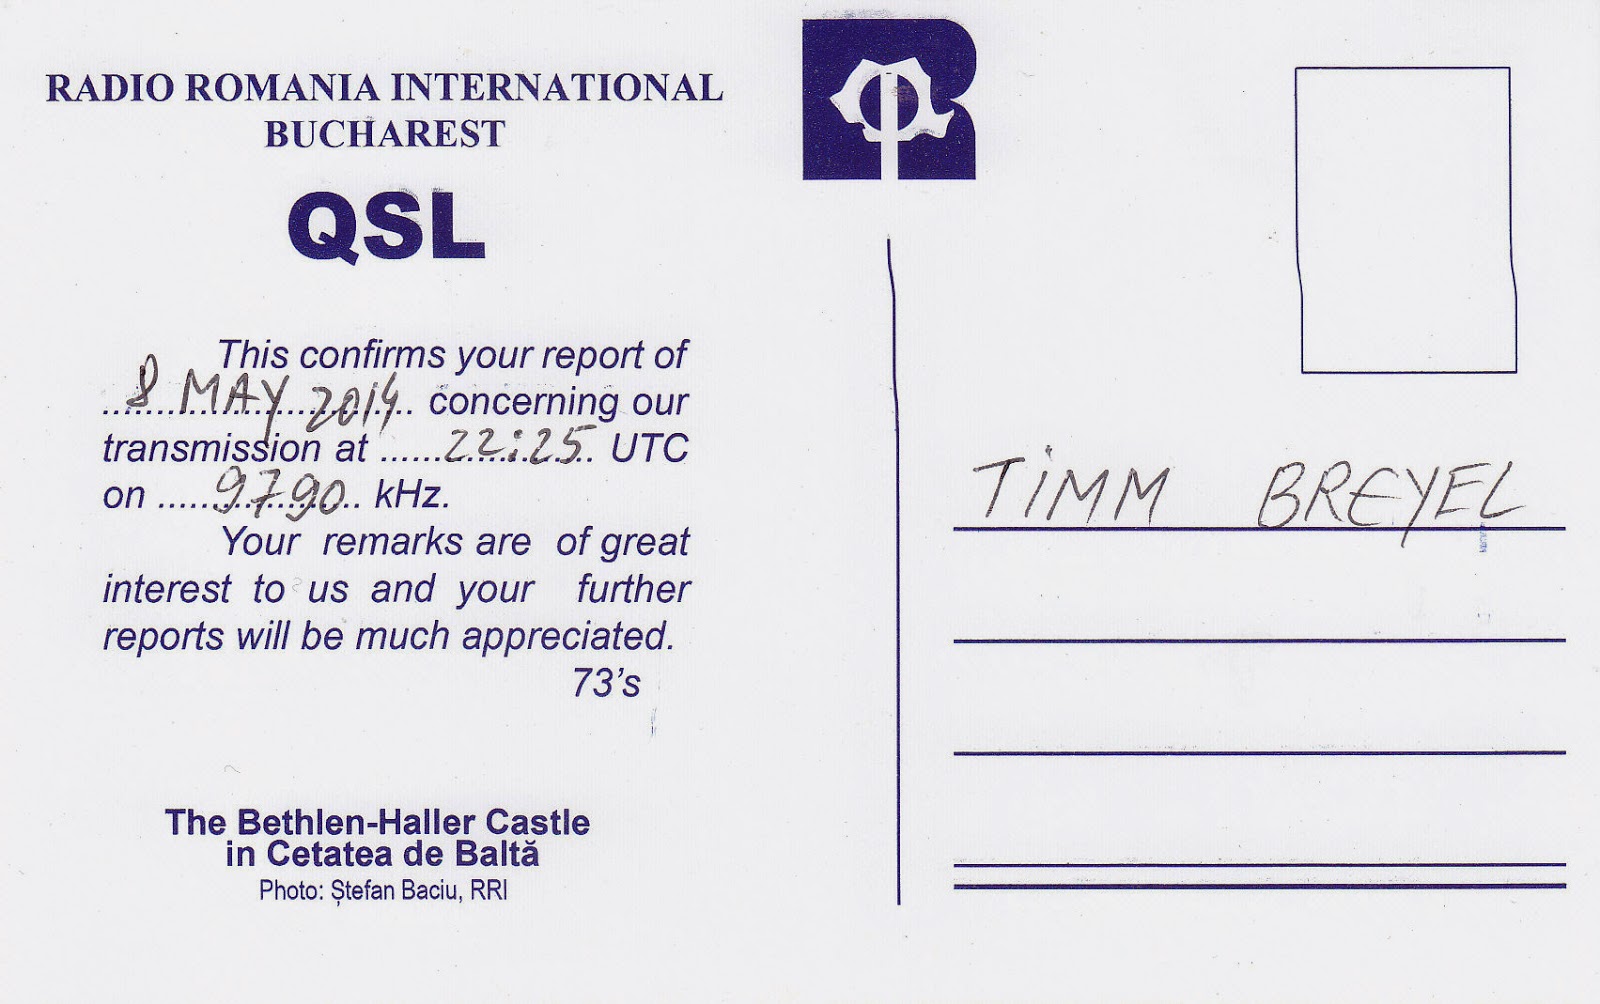 RADIO ROMANIA INTERNATIONAL
BUCHAREST
QSL
This confirms your report of
8 MAY 2014 concerning our
transmission at 22:25 UTC
on 9790 kHz.
Your remarks are of great
interest to us and your further
reports will be much appreciated.
73's
The Bethlen-Haller Castle
in Cetatea de Baltă
Photo: Ștefan Baciu, RRI
TIMM BREYEL